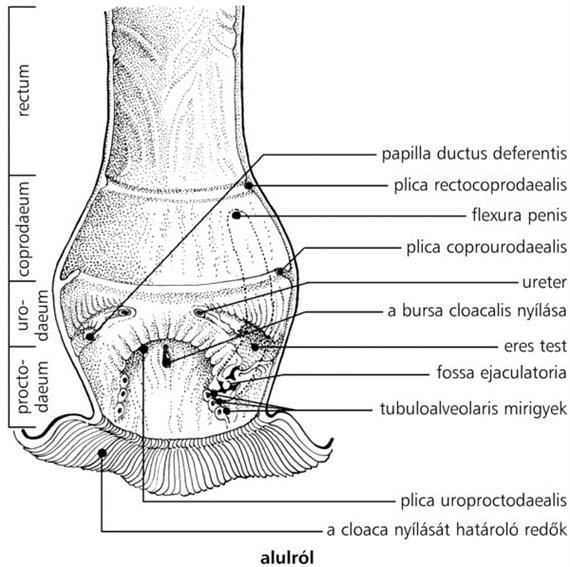 rectum
coprodaeum
uro-
daeum
procto-
daeum
papilla ductus deferentis
plica rectocoprodaealis
flexura penis
plica coprourodaealis
ureter
a bursa cloacalis nyílása
eres test
fossa ejaculatoria
tubuloalveolaris mirigyek
plica uroproctodaealis
a cloaca nyílását határoló redők
alulról